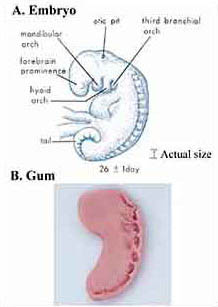 A. Embryo
otic pit
third branchial
arch
mandibular
arch
forebrain
prominence
hyoid
arch
tail
Actual size
26 ± 1day
B. Gum